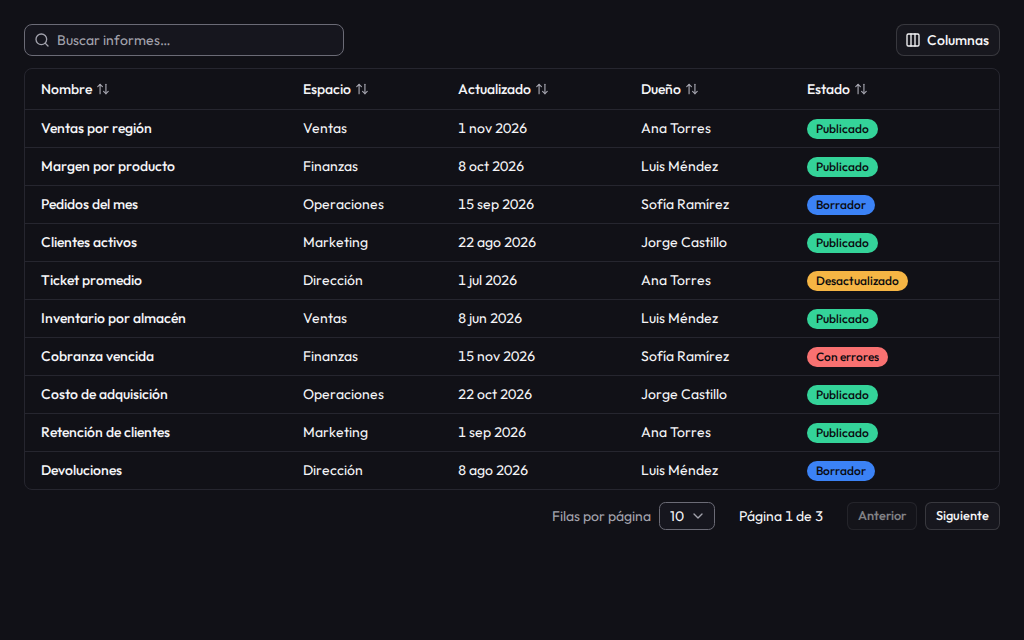 Buscar informes…
Columnas
Nombre Espacio Actualizado Dueño Estado
Ventas por región Ventas 1 nov 2026 Ana Torres Publicado
Margen por producto Finanzas 8 oct 2026 Luis Méndez Publicado
Pedidos del mes Operaciones 15 sep 2026 Sofía Ramírez Borrador
Clientes activos Marketing 22 ago 2026 Jorge Castillo Publicado
Ticket promedio Dirección 1 jul 2026 Ana Torres Desactualizado
Inventario por almacén Ventas 8 jun 2026 Luis Méndez Publicado
Cobranza vencida Finanzas 15 nov 2026 Sofía Ramírez Con errores
Costo de adquisición Operaciones 22 oct 2026 Jorge Castillo Publicado
Retención de clientes Marketing 1 sep 2026 Ana Torres Publicado
Devoluciones Dirección 8 ago 2026 Luis Méndez Borrador
Filas por página 10 Página 1 de 3 Anterior Siguiente